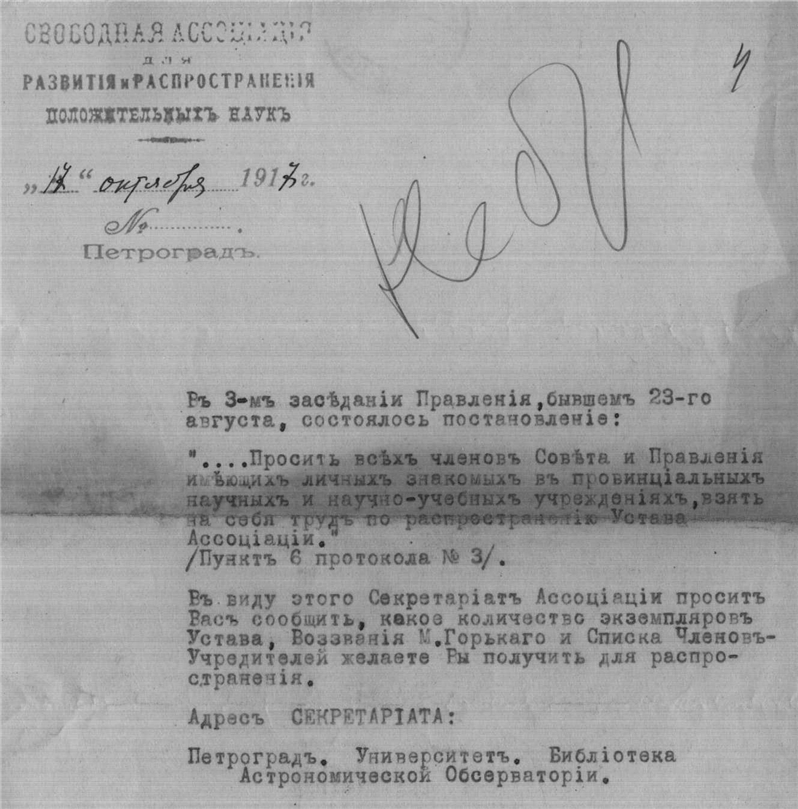 СВОБОДНАЯ АССОЦІАЦІЯ
для
РАЗВИТІЯ и РАСПРОСТРАНЕНІЯ
ПОЛОЖИТЕЛЬНЫХЪ НАУКЪ
„17“ октября 1917 г.
№ .
Петроградъ.
Въ 3-мъ засѣданіи Правленія,бывшемъ 23-го
августа, состоялось постановленіе:
"....Просить всѣхъ членовъ Совѣта и Правленія
имѣющихъ личныхъ знакомыхъ въ провинціальныхъ
научныхъ и научно-учебныхъ учрежденіяхъ,взять
на себя трудъ по распространенію Устава
Ассоціаціи."
/Пунктъ 6 протокола № 3/.
Въ виду этого Секретаріатъ Ассоціаціи проситъ
Васъ сообщить, какое количество экземпляровъ
Устава, Воззванія М.Горькаго и Списка Членовъ-
Учредителей желаете Вы получить для распро-
страненія.
Адресъ СЕКРЕТАРІАТА:
Петроградъ. Университетъ. Библіотека
Астрономической Обсерваторіи.